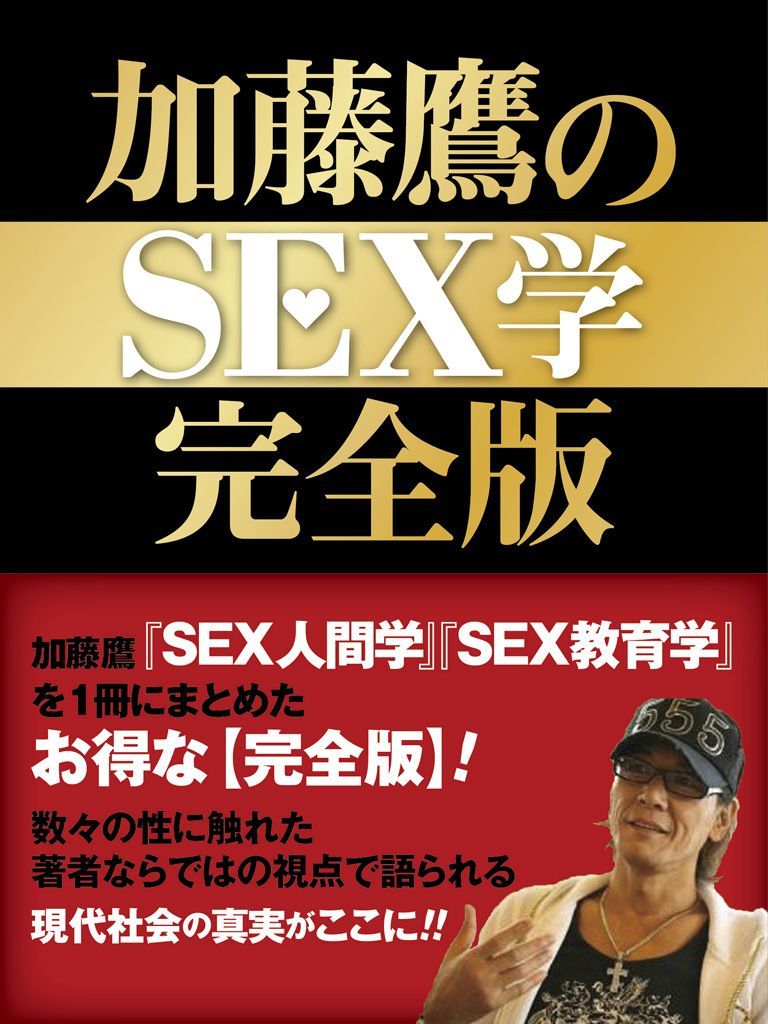 加藤鷹の
SEX学
完全版
加藤鷹『SEX人間学』『SEX教育学』
を1冊にまとめた
お得な【完全版】!
数々の性に触れた
著者ならではの視点で語られる
現代社会の真実がここに!!
555